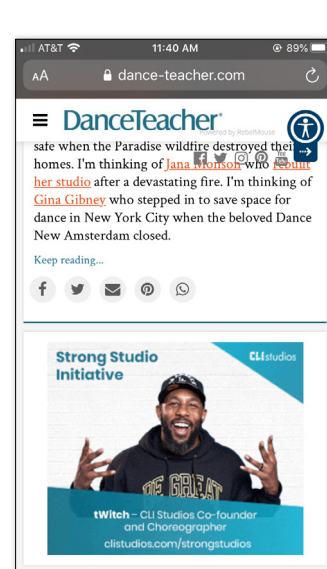 AT&T 11:40 AM 89%
AA dance-teacher.com
DanceTeacher
Powered by RebelMouse
safe when the Paradise wildfire destroyed their
homes. I'm thinking of Jana Monson who rebuilt
her studio after a devastating fire. I'm thinking of
Gina Gibney who stepped in to save space for
dance in New York City when the beloved Dance
New Amsterdam closed.
Keep reading...
Strong Studio
Initiative
CLIstudios
DE GREAT
tWitch – CLI Studios Co-founder
and Choreographer
clistudios.com/strongstudios